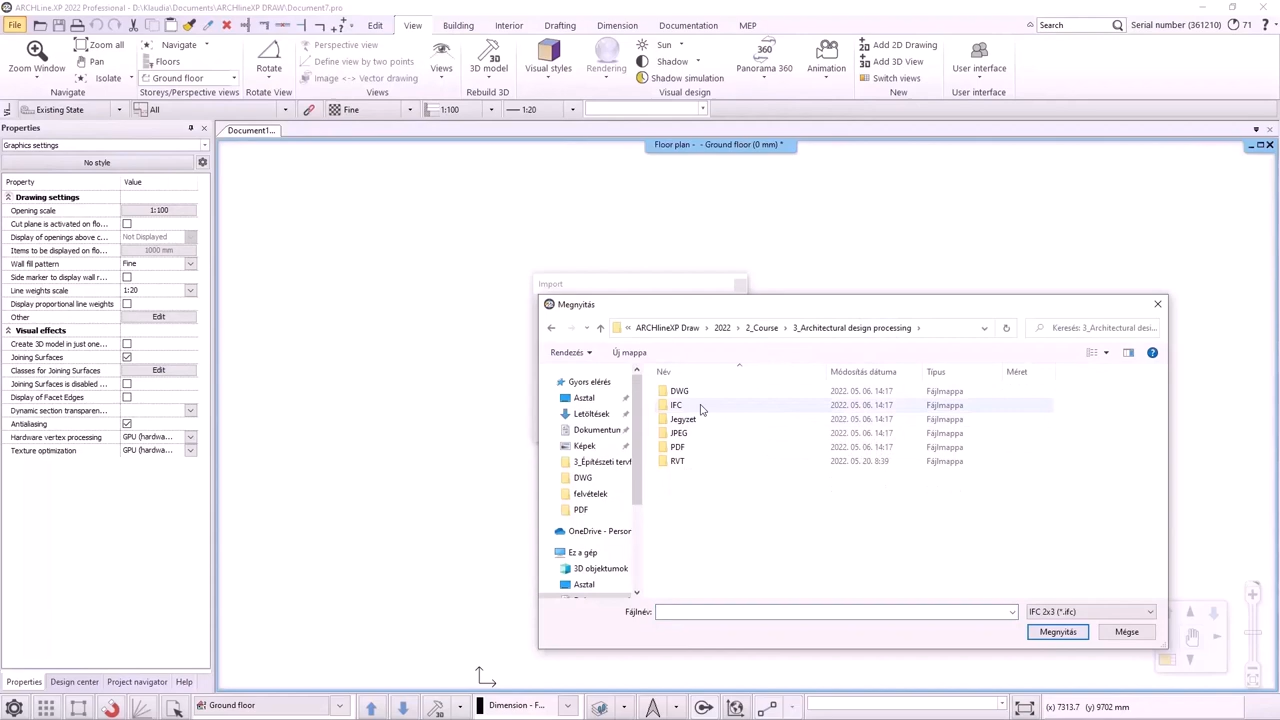 ARCHLine.XP 2022 Professional - D:\Klaudia\Documents\ARCHlineXP DRAW\Document7.pro
File
Edit
View
Building
Interior
Drafting
Dimension
Documentation
MEP
Search
Serial number (361210)
71
Zoom Window
Zoom all
Pan
Isolate
Navigate
Navigate
Floors
Ground floor
Storeys/Perspective views
Rotate
Rotate View
Perspective view
Define view by two points
Image <-> Vector drawing
Views
Views
3D model
Rebuild 3D
Visual styles
Rendering
Sun
Shadow
Shadow simulation
Visual design
Panorama 360
Animation
Add 2D Drawing
Add 3D View
Switch views
New
User interface
User interface
Existing State
All
Fine
1:100
1:20
Properties
Graphics settings
No style
Property Value
Drawing settings
Opening scale 1:100
Cut plane is activated on flo...
Display of openings above c... Not Displayed
Items to be displayed on flo... 1000 mm
Wall fill pattern Fine
Side marker to display wall r...
Line weights scale 1:20
Display proportional line weights
Other Edit
Visual effects
Create 3D model in just one...
Joining Surfaces
Classes for Joining Surfaces Edit
Joining Surfaces is disabled ...
Display of Facet Edges
Dynamic section transparen...
Antialiasing
Hardware vertex processing GPU (hardwa...
Texture optimization GPU (hardwa...
Properties Design center Project navigator Help
Document1...
Floor plan - - Ground floor (0 mm) *
Import
Megnyitás
« ARCHlineXP Draw > 2022 > 2_Course > 3_Architectural design processing >
Keresés: 3_Architectural desi...
Rendezés
Új mappa
Gyors elérés
Asztal
Letöltések
Dokumentun
Képek
3_Építészeti tervf
DWG
felvételek
PDF
OneDrive - Persor
Ez a gép
3D objektumok
Asztal
Név Módosítás dátuma Típus Méret
DWG 2022. 05. 06. 14:17 Fájlmappa
IFC 2022. 05. 06. 14:17 Fájlmappa
Jegyzet 2022. 05. 06. 14:17 Fájlmappa
JPEG 2022. 05. 06. 14:17 Fájlmappa
PDF 2022. 05. 06. 14:17 Fájlmappa
RVT 2022. 05. 20. 8:39 Fájlmappa
Fájlnév:
IFC 2x3 (*.ifc)
Megnyitás
Mégse
Ground floor
Dimension - F...
(x) 7313.7 (y) 9702 mm